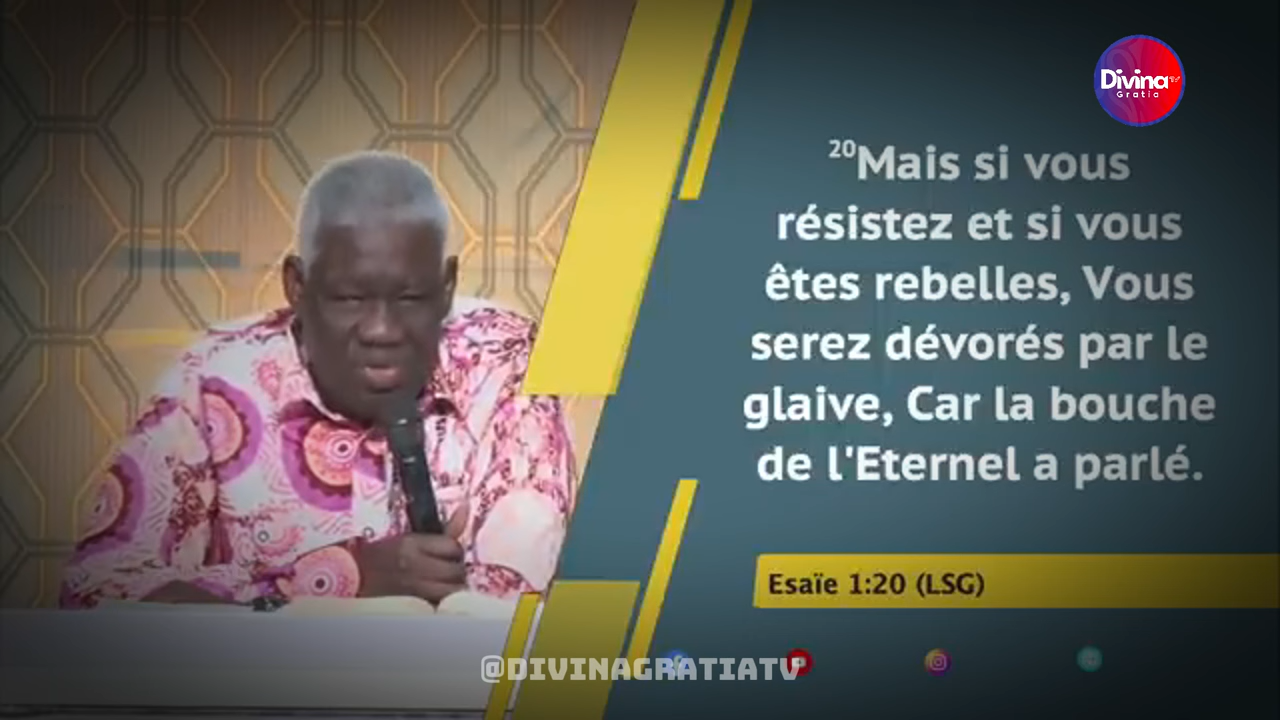 Divina TV
Gratia
20Mais si vous
résistez et si vous
êtes rebelles, Vous
serez dévorés par le
glaive, Car la bouche
de l'Eternel a parlé.
Esaïe 1:20 (LSG)
@DIVINAGRATIATV